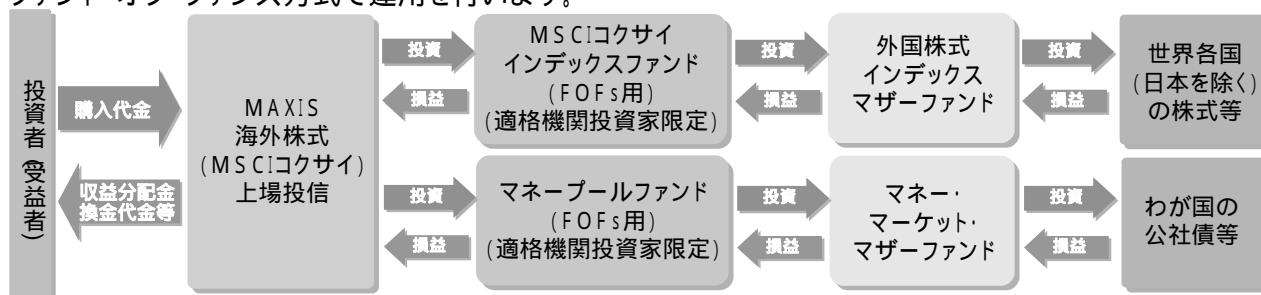 ファンド・オブ・ファンズ方式で運用を行います。
投資者(受益者)
購入代金
収益分配金
換金代金等
MAXIS
海外株式
(MSCIコクサイ)
上場投信
投資
損益
MSCIコクサイ
インデックスファンド
(FOFs用)
(適格機関投資家限定)
投資
損益
外国株式
インデックス
マザーファンド
投資
損益
世界各国
(日本を除く)
の株式等
投資
損益
マネープールファンド
(FOFs用)
(適格機関投資家限定)
投資
損益
マネー・
マーケット・
マザーファンド
投資
損益
わが国の
公社債等